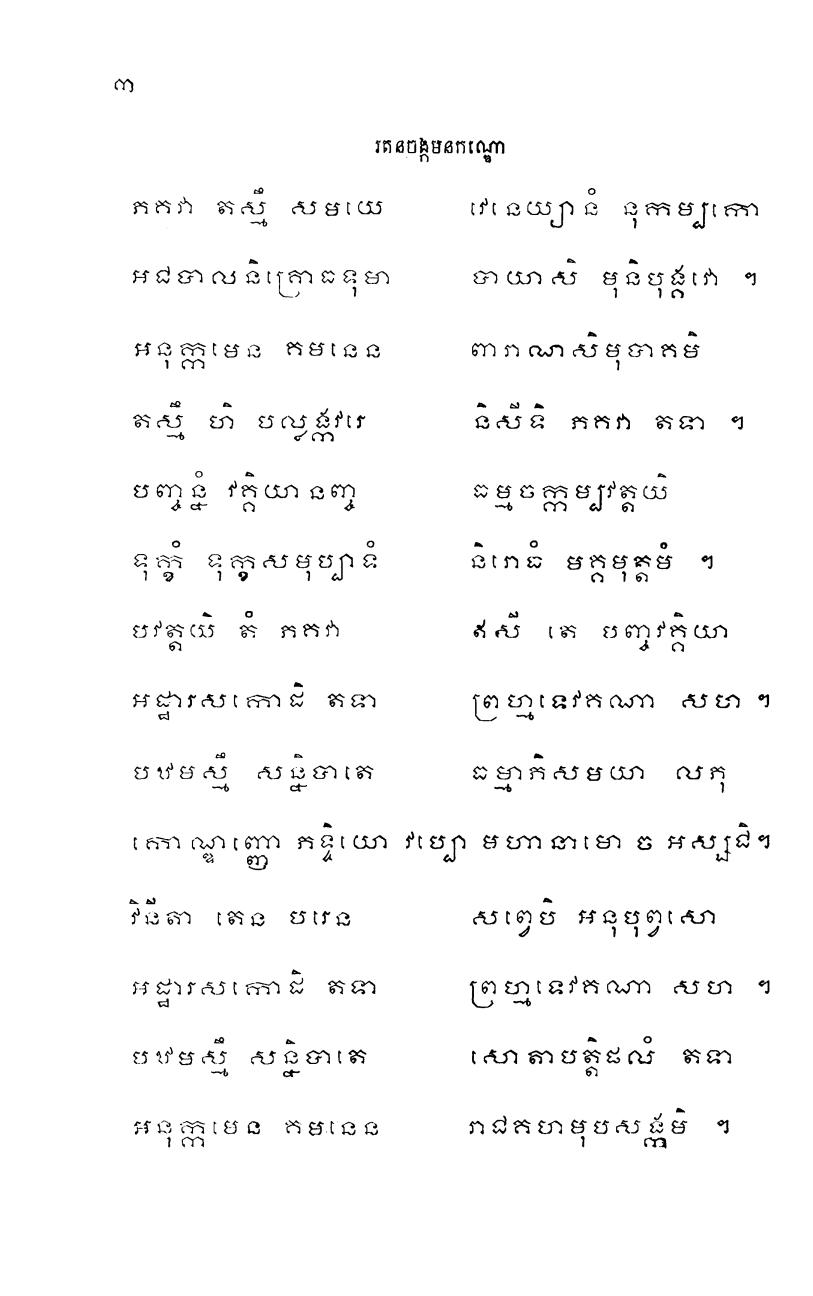 ៣
រតនចង្កមនកណ្ឌោ
ភគវា តស្មឹ សមយេ វេនេយ្យានំ នុកម្បកោ
អជបាលនិគ្រោធទុមា បាយាសិ មុនិបុង្គវោ ។
អនុក្កមេន គមនេន ពារាណសិមុបាគមិ
តស្មឹ ហិ បល្លង្កវរេ និសីទិ ភគវា តទា ។
បញ្ចន្នំ វគ្គិយានញ្ច ធម្មចក្កម្បវត្តយិ
ទុក្ខំ ទុក្ខសមុប្បាទំ និរោធំ មគ្គមុត្តមំ ។
បវត្តយិ តំ ភគវា ឥសី តេ បញ្ចវគ្គិយា
អដ្ឋារសកោដិ តទា ព្រហ្មទេវគណា សហ ។
បឋមស្មឹ សន្និបាតេ ធម្មាភិសមយា លភុ
កោណ្ឌញ្ញោ ភទ្ទិយោ វប្បោ មហានាមោ ច អស្សជិ។
វិនីតា តេន បរេន សព្វេបិ អនុបុព្វសោ
អដ្ឋារសកោដិ តទា ព្រហ្មទេវគណា សហ ។
បឋមស្មឹ សន្និបាតេ សោតាបត្តិផលំ តទា
អនុក្កមេន គមនេន រាជគហមុបសង្កមិ ។